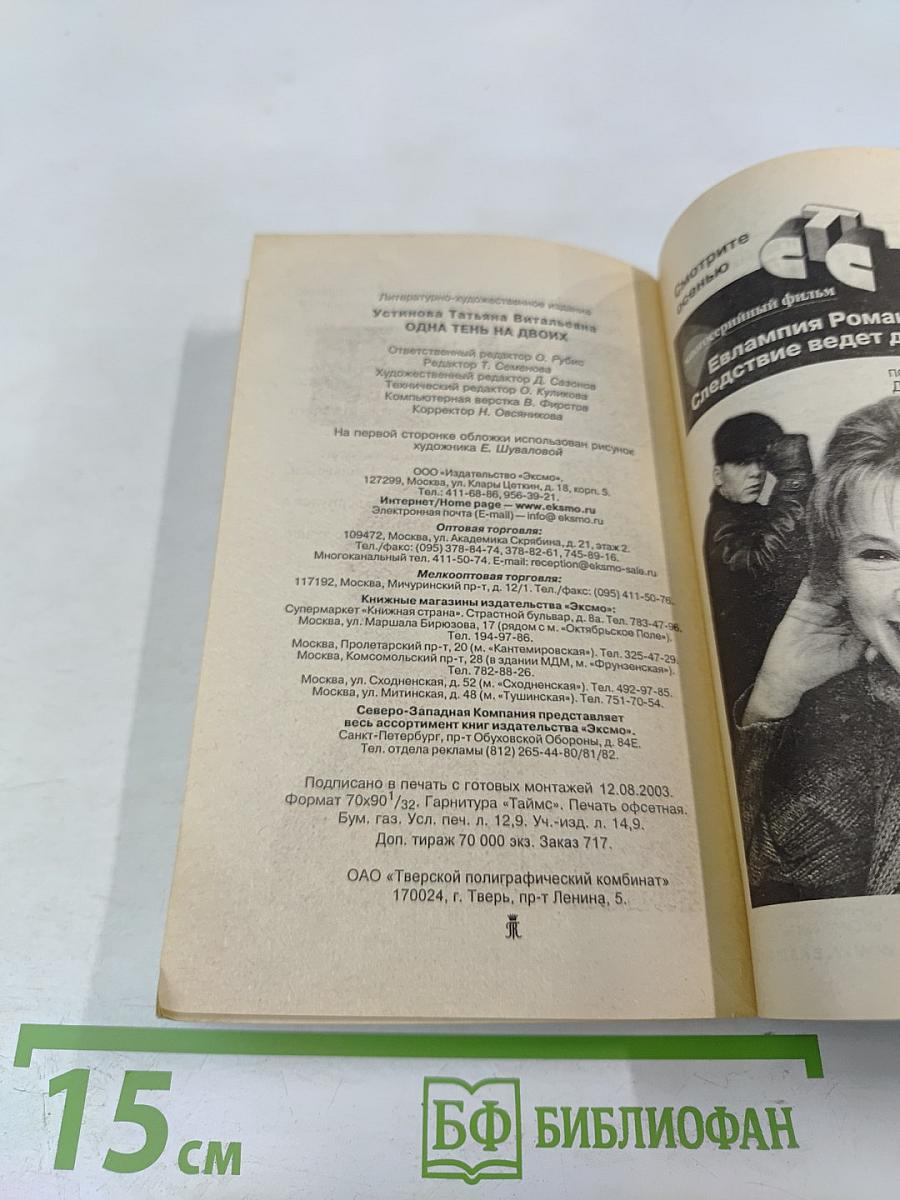 Литературно-художественное издание
Устинова Татьяна Витальевна
ОДНА ТЕНЬ НА ДВОИХ
Ответственный редактор О. Рубис
Редактор Т. Семенова
Художественный редактор Д. Сазонов
Технический редактор О. Куликова
Компьютерная верстка В. Фирстов
Корректор Н. Овсяникова
На первой сторонке обложки использован рисунок
художника Е. Шуваловой
ООО «Издательство «Эксмо».
127299, Москва, ул. Клары Цеткин, д. 18, корп. 5.
Тел.: 411-68-86, 956-39-21.
Интернет/Home page — www.eksmo.ru
Электронная почта (E-mail) — info@ eksmo.ru
Оптовая торговля:
109472, Москва, ул. Академика Скрябина, д. 21, этаж 2.
Тел./факс: (095) 378-84-74, 378-82-61, 745-89-16.
Многоканальный тел. 411-50-74. E-mail: reception@eksmo-sale.ru
Мелкооптовая торговля:
117192, Москва, Мичуринский пр-т, д. 12/1. Тел./факс: (095) 411-50-76.
Книжные магазины издательства «Эксмо»:
Супермаркет «Книжная страна». Страстной бульвар, д. 8а. Тел. 783-47-96.
Москва, ул. Маршала Бирюзова, 17 (рядом с м. «Октябрьское Поле»).
Тел. 194-97-86.
Москва, Пролетарский пр-т, 20 (м. «Кантемировская»). Тел. 325-47-29.
Москва, Комсомольский пр-т, 28 (в здании МДМ, м. «Фрунзенская»).
Тел. 782-88-26.
Москва, ул. Сходненская, д. 52 (м. «Сходненская»). Тел. 492-97-85.
Москва, ул. Митинская, д. 48 (м. «Тушинская»). Тел. 751-70-54.
Северо-Западная Компания представляет
весь ассортимент книг издательства «Эксмо».
Санкт-Петербург, пр-т Обуховской Обороны, д. 84Е.
Тел. отдела рекламы (812) 265-44-80/81/82.
Подписано в печать с готовых монтажей 12.08.2003.
Формат 70х90 1/32. Гарнитура «Таймс». Печать офсетная.
Бум. газ. Усл. печ. л. 12,9. Уч.-изд. л. 14,9.
Доп. тираж 70 000 экз. Заказ 717.
ОАО «Тверской полиграфический комбинат»
170024, г. Тверь, пр-т Ленина, 5.
Смотрите
осенью
СТС
многосерийный фильм
Евлампия Роман
Следствие ведет д
15 см
БФ БИБЛИОФАН